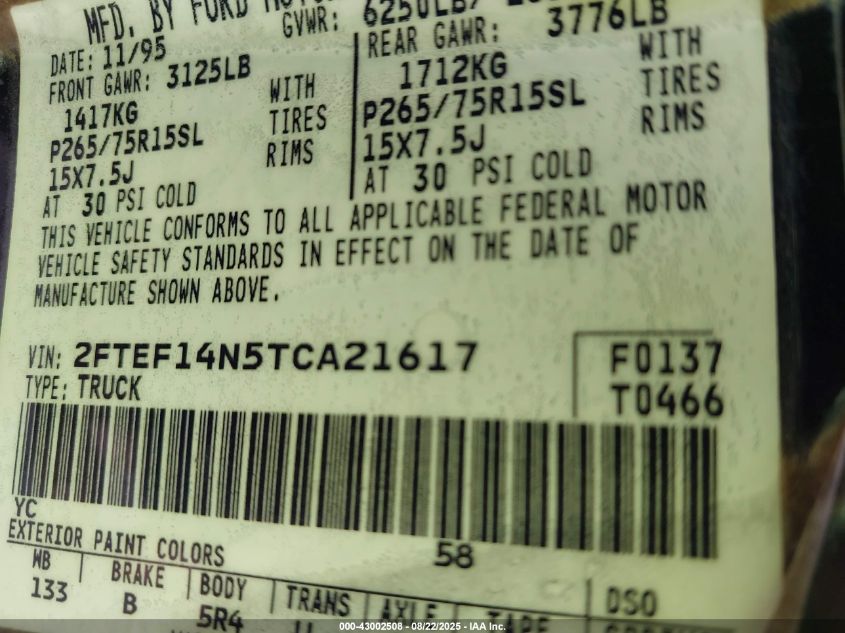 MFD. BY FORD
GVWR: 6250LB/
DATE: 11/95
FRONT GAWR: 3125LB WITH
1417KG TIRES
P265/75R15SL RIMS
15X7.5J
AT 30 PSI COLD
REAR GAWR: 3776LB
1712KG WITH
P265/75R15SL TIRES
15X7.5J RIMS
AT 30 PSI COLD
THIS VEHICLE CONFORMS TO ALL APPLICABLE FEDERAL MOTOR
VEHICLE SAFETY STANDARDS IN EFFECT ON THE DATE OF
MANUFACTURE SHOWN ABOVE.
VIN: 2FTEF14N5TCA21617
TYPE: TRUCK
F0137
T0466
YC
EXTERIOR PAINT COLORS 58
WB BRAKE BODY TRANS AXLE TAPE DSO
133 B 5R4
000-43002508 - 08/22/2025 - IAA Inc.